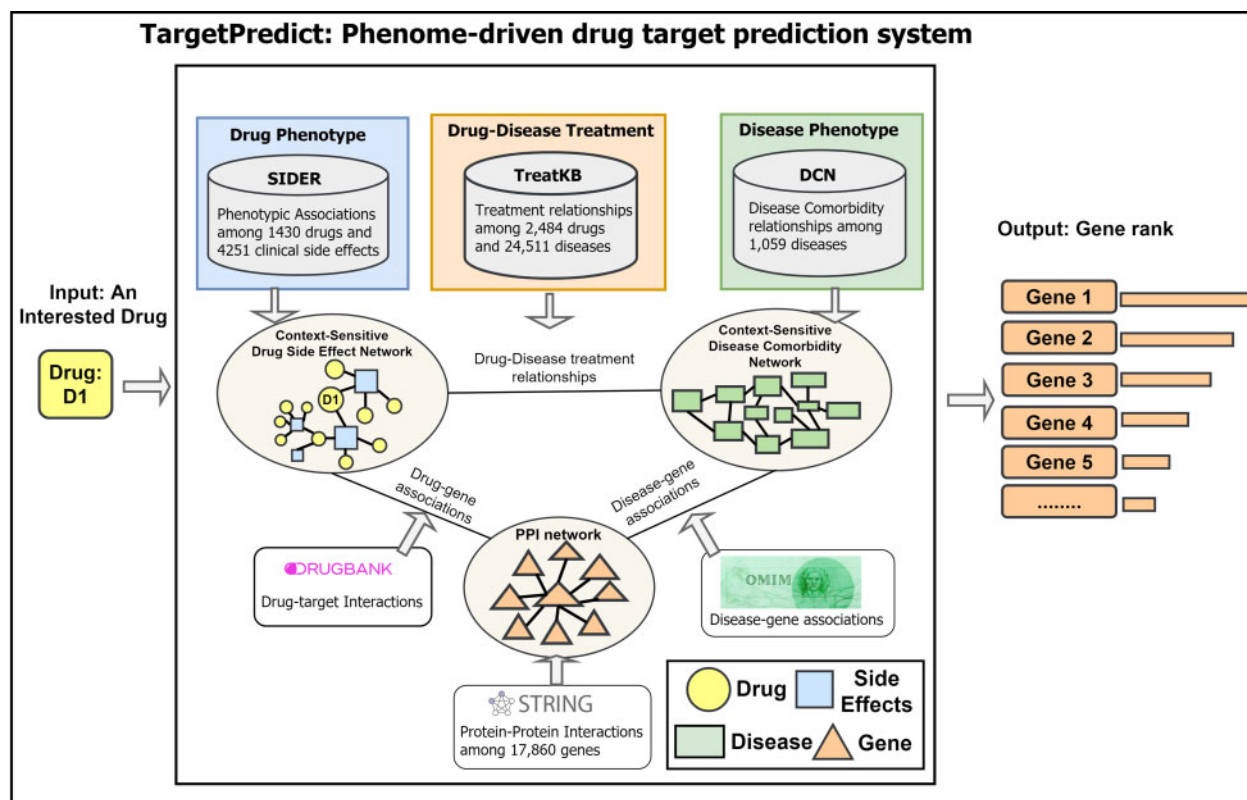 TargetPredict: Phenome-driven drug target prediction system
Drug Phenotype
SIDER
Phenotypic Associations
among 1430 drugs and
4251 clinical side effects
Drug-Disease Treatment
TreatKB
Treatment relationships
among 2,484 drugs
and 24,511 diseases
Disease Phenotype
DCN
Disease Comorbidity
relationships among
1,059 diseases
Input: An
Interested Drug
Drug:
D1
Context-Sensitive
Drug Side Effect Network
D1
Drug-Disease treatment
relationships
Context-Sensitive
Disease Comorbidity
Network
Output: Gene rank
Gene 1
Gene 2
Gene 3
Gene 4
Gene 5
........
Drug-gene
associations
Disease-gene
associations
PPI network
DRUGBANK
Drug-target Interactions
OMIM
Disease-gene associations
STRING
Protein-Protein Interactions
among 17,860 genes
Drug
Side
Effects
Disease
Gene